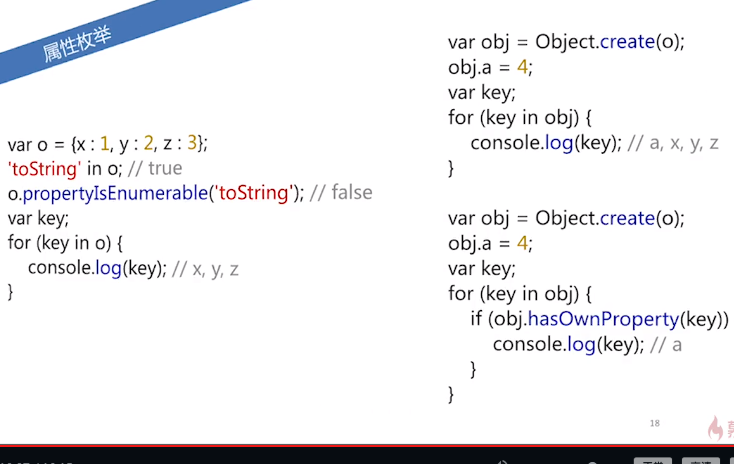 属性枚举
var o = {x : 1, y : 2, z : 3};
'toString' in o; // true
o.propertyIsEnumerable('toString'); // false
var key;
for (key in o) {
console.log(key); // x, y, z
}
var obj = Object.create(o);
obj.a = 4;
var key;
for (key in obj) {
console.log(key); // a, x, y, z
}
var obj = Object.create(o);
obj.a = 4;
var key;
for (key in obj) {
if (obj.hasOwnProperty(key))
console.log(key); // a
}
}
18